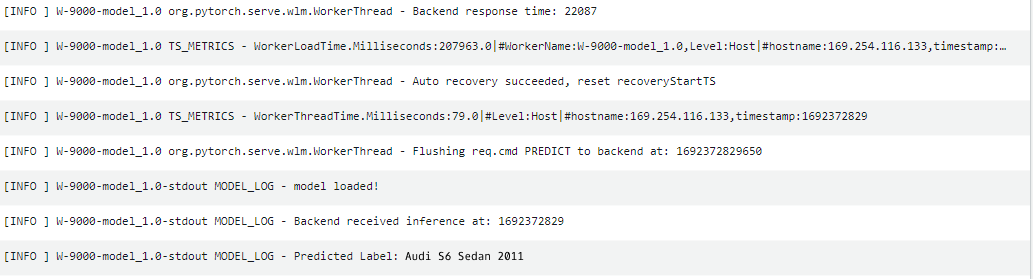 [INFO ] W-9000-model_1.0 org.pytorch.serve.wlm.WorkerThread - Backend response time: 22087
[INFO ] W-9000-model_1.0 TS_METRICS - WorkerLoadTime.Milliseconds:207963.0|#WorkerName:W-9000-model_1.0,Level:Host|#hostname:169.254.116.133,timestamp:…
[INFO ] W-9000-model_1.0 org.pytorch.serve.wlm.WorkerThread - Auto recovery succeeded, reset recoveryStartTS
[INFO ] W-9000-model_1.0 TS_METRICS - WorkerThreadTime.Milliseconds:79.0|#Level:Host|#hostname:169.254.116.133,timestamp:1692372829
[INFO ] W-9000-model_1.0 org.pytorch.serve.wlm.WorkerThread - Flushing req.cmd PREDICT to backend at: 1692372829650
[INFO ] W-9000-model_1.0-stdout MODEL_LOG - model loaded!
[INFO ] W-9000-model_1.0-stdout MODEL_LOG - Backend received inference at: 1692372829
[INFO ] W-9000-model_1.0-stdout MODEL_LOG - Predicted Label: Audi S6 Sedan 2011